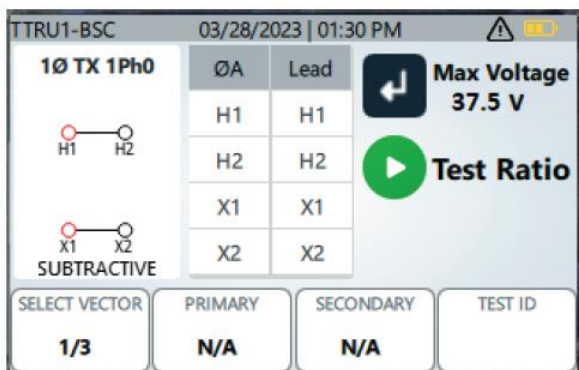 TTRU1-BSC 03/28/2023 | 01:30 PM
1Ø TX 1Ph0
H1 H2
X1 X2
SUBTRACTIVE
ØA Lead
H1 H1
H2 H2
X1 X1
X2 X2
Max Voltage
37.5 V
Test Ratio
SELECT VECTOR PRIMARY SECONDARY TEST ID
1/3 N/A N/A